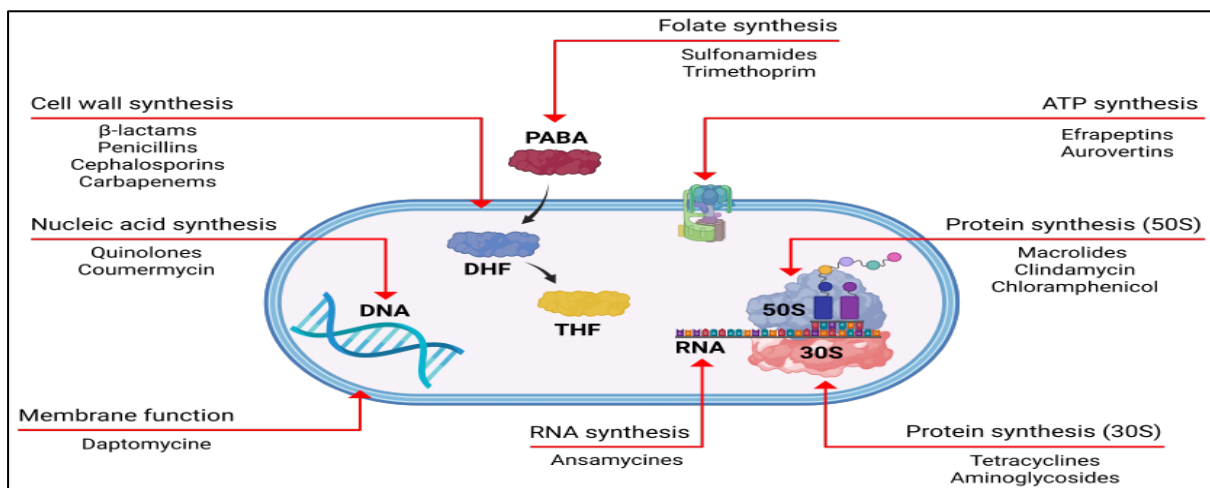 Folate synthesis
Sulfonamides
Trimethoprim
Cell wall synthesis
β-lactams
Penicillins
Cephalosporins
Carbapenems
ATP synthesis
Efrapeptins
Aurovertins
PABA
Nucleic acid synthesis
Quinolones
Coumermycin
Protein synthesis (50S)
Macrolides
Clindamycin
Chloramphenicol
DHF
DNA
THF
50S
RNA
30S
Membrane function
Daptomycine
RNA synthesis
Ansamycines
Protein synthesis (30S)
Tetracyclines
Aminoglycosides